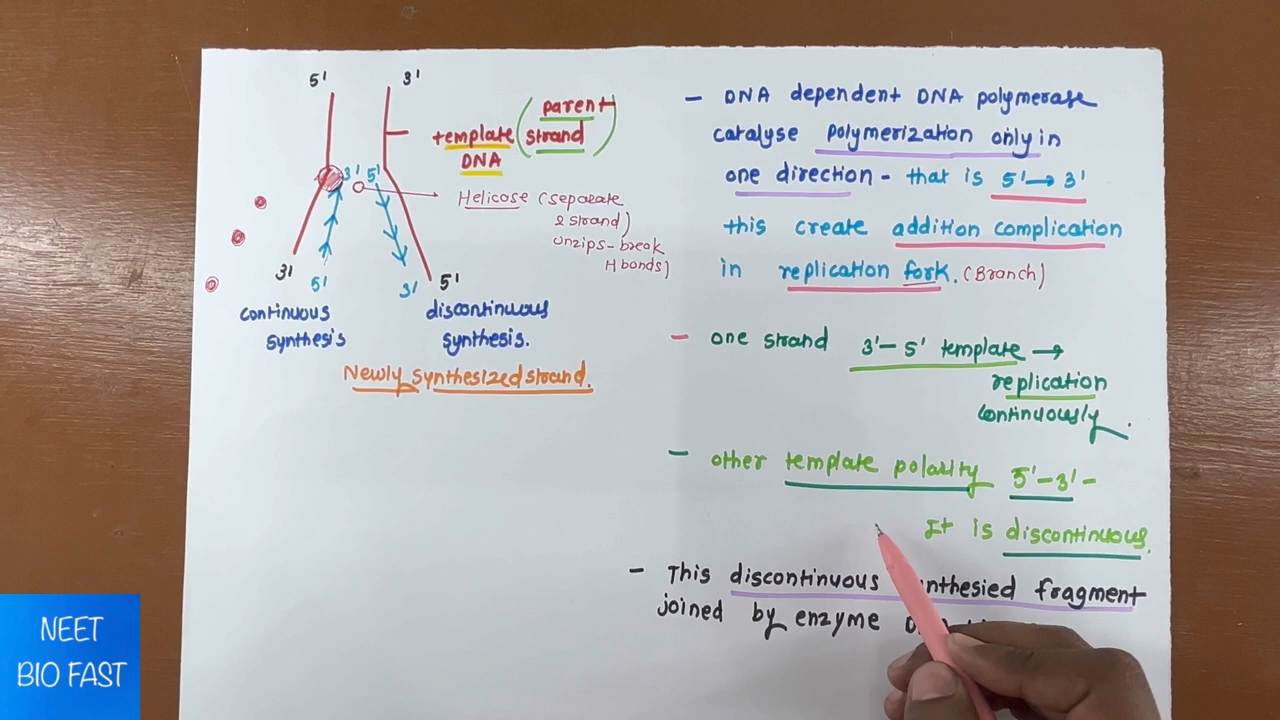 5' 3'
template (parent strand)
DNA
3' 5'
Helicose (separate
2 strand)
unzips-break
H bonds)
3' 5' 3' 5'
continuous synthesis
discontinuous synthesis.
Newly synthesized strand.
- DNA dependent DNA polymerase
catalyse polymerization only in
one direction - that is 5'→3'
this create addition complication
in replication fork. (Branch)
- one strand 3'-5' template →
replication
continuously.
- other template polarity 5'-3'-
It is discontinuous.
- This discontinuous fragment
joined by enzyme
NEET
BIO FAST